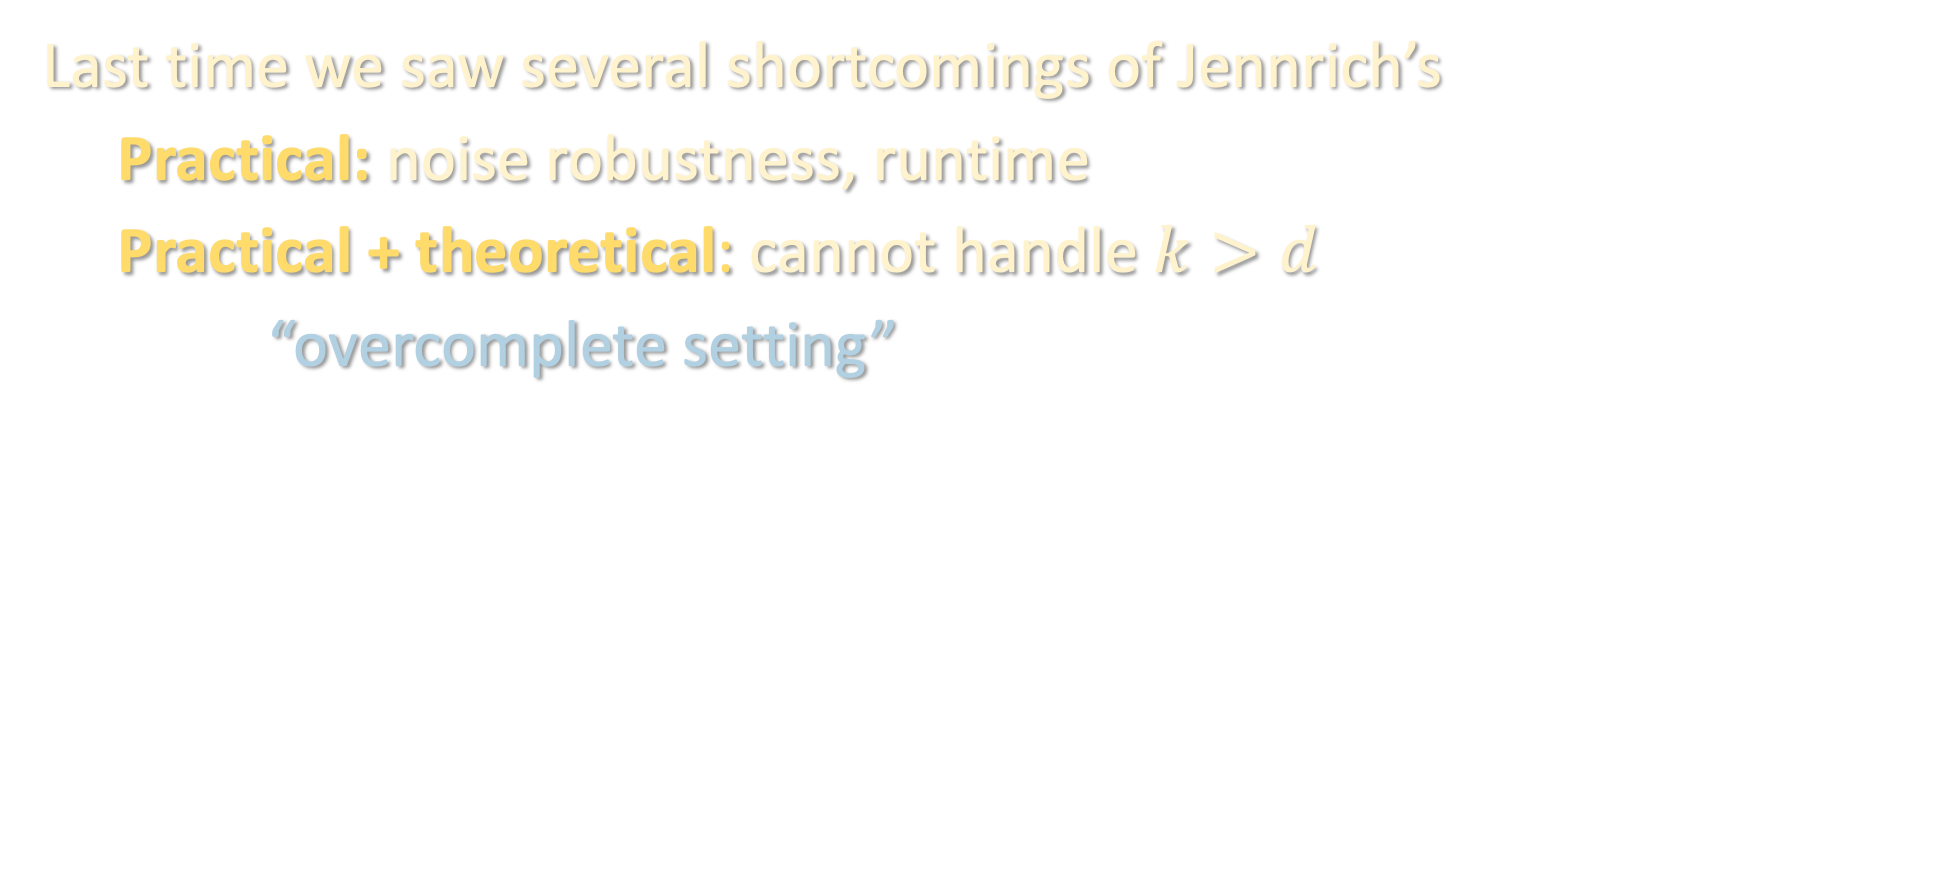 Last time we saw several shortcomings of Jennrich’s
Practical: noise robustness, runtime
Practical + theoretical: cannot handle k > d
“overcomplete setting”